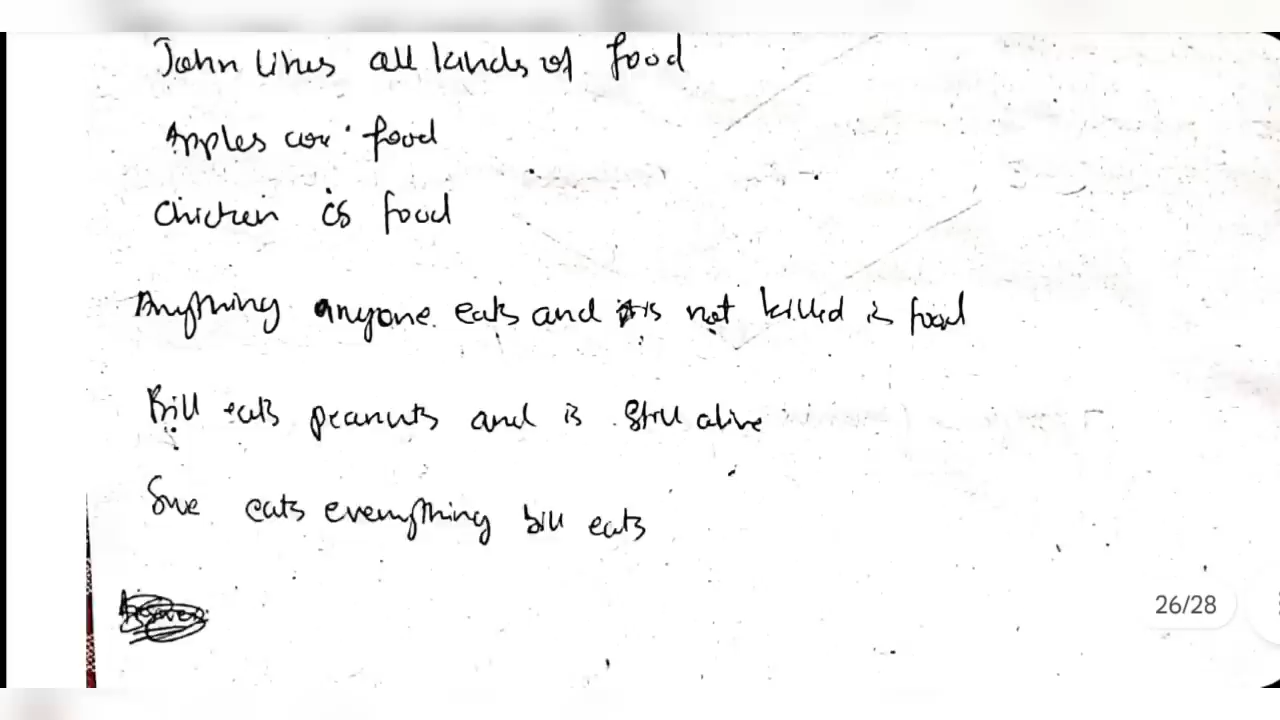 John likes all kinds of food
Apples are food
Chicken is food
Anything anyone eats and is not killed is food
Bill eats peanuts and is still alive
Sue eats everything bill eats
26/28